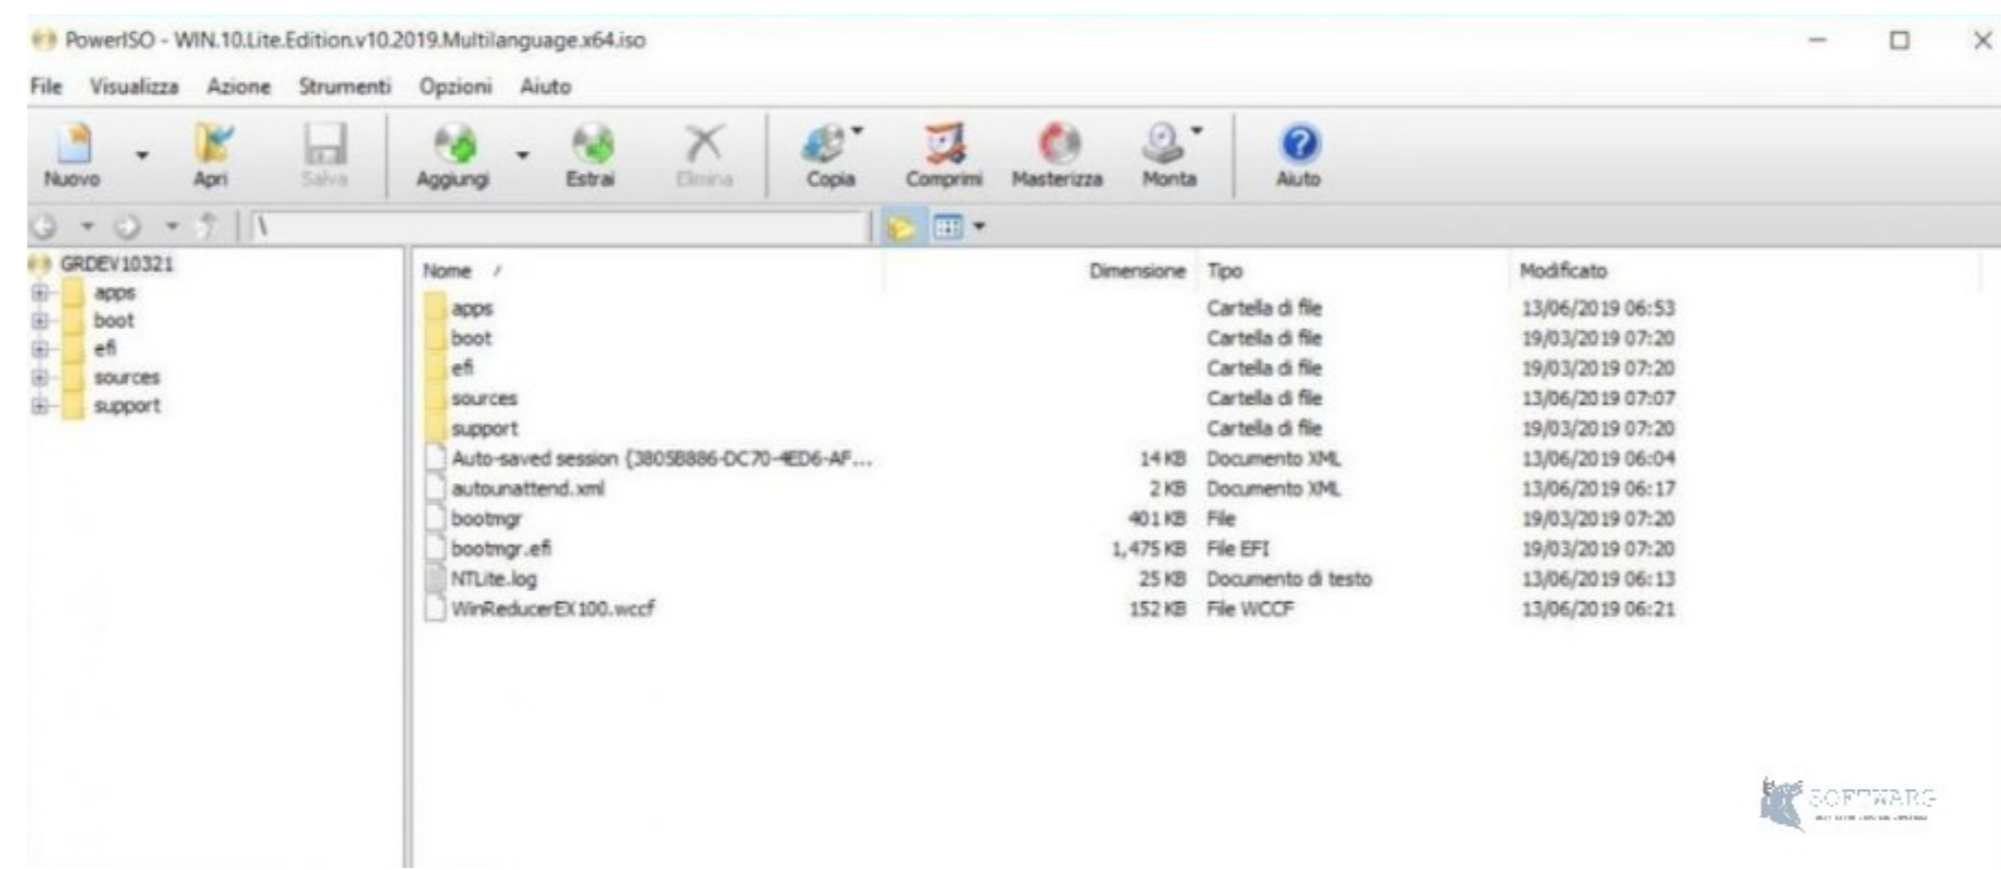 PowerISO - WIN.10.Lite.Edition.v10.2019.Multilanguage.x64.iso
File Visualizza Azione Strumenti Opzioni Aiuto
Nuovo Apri Salva Aggiungi Estrai Elimina Copia Comprimi Masterizza Monta Aiuto
\
GRDEV10321
apps
boot
efi
sources
support
Nome / Dimensione Tipo Modificato
apps Cartella di file 13/06/2019 06:53
boot Cartella di file 19/03/2019 07:20
efi Cartella di file 19/03/2019 07:20
sources Cartella di file 13/06/2019 07:07
support Cartella di file 19/03/2019 07:20
Auto-saved session {3805B886-DC70-4ED6-AF... 14 KB Documento XML 13/06/2019 06:04
autounattend.xml 2 KB Documento XML 13/06/2019 06:17
bootmgr 401 KB File 19/03/2019 07:20
bootmgr.efi 1,475 KB File EFI 19/03/2019 07:20
NTLite.log 25 KB Documento di testo 13/06/2019 06:13
WinReducerEX100.wccf 152 KB File WCCF 13/06/2019 06:21